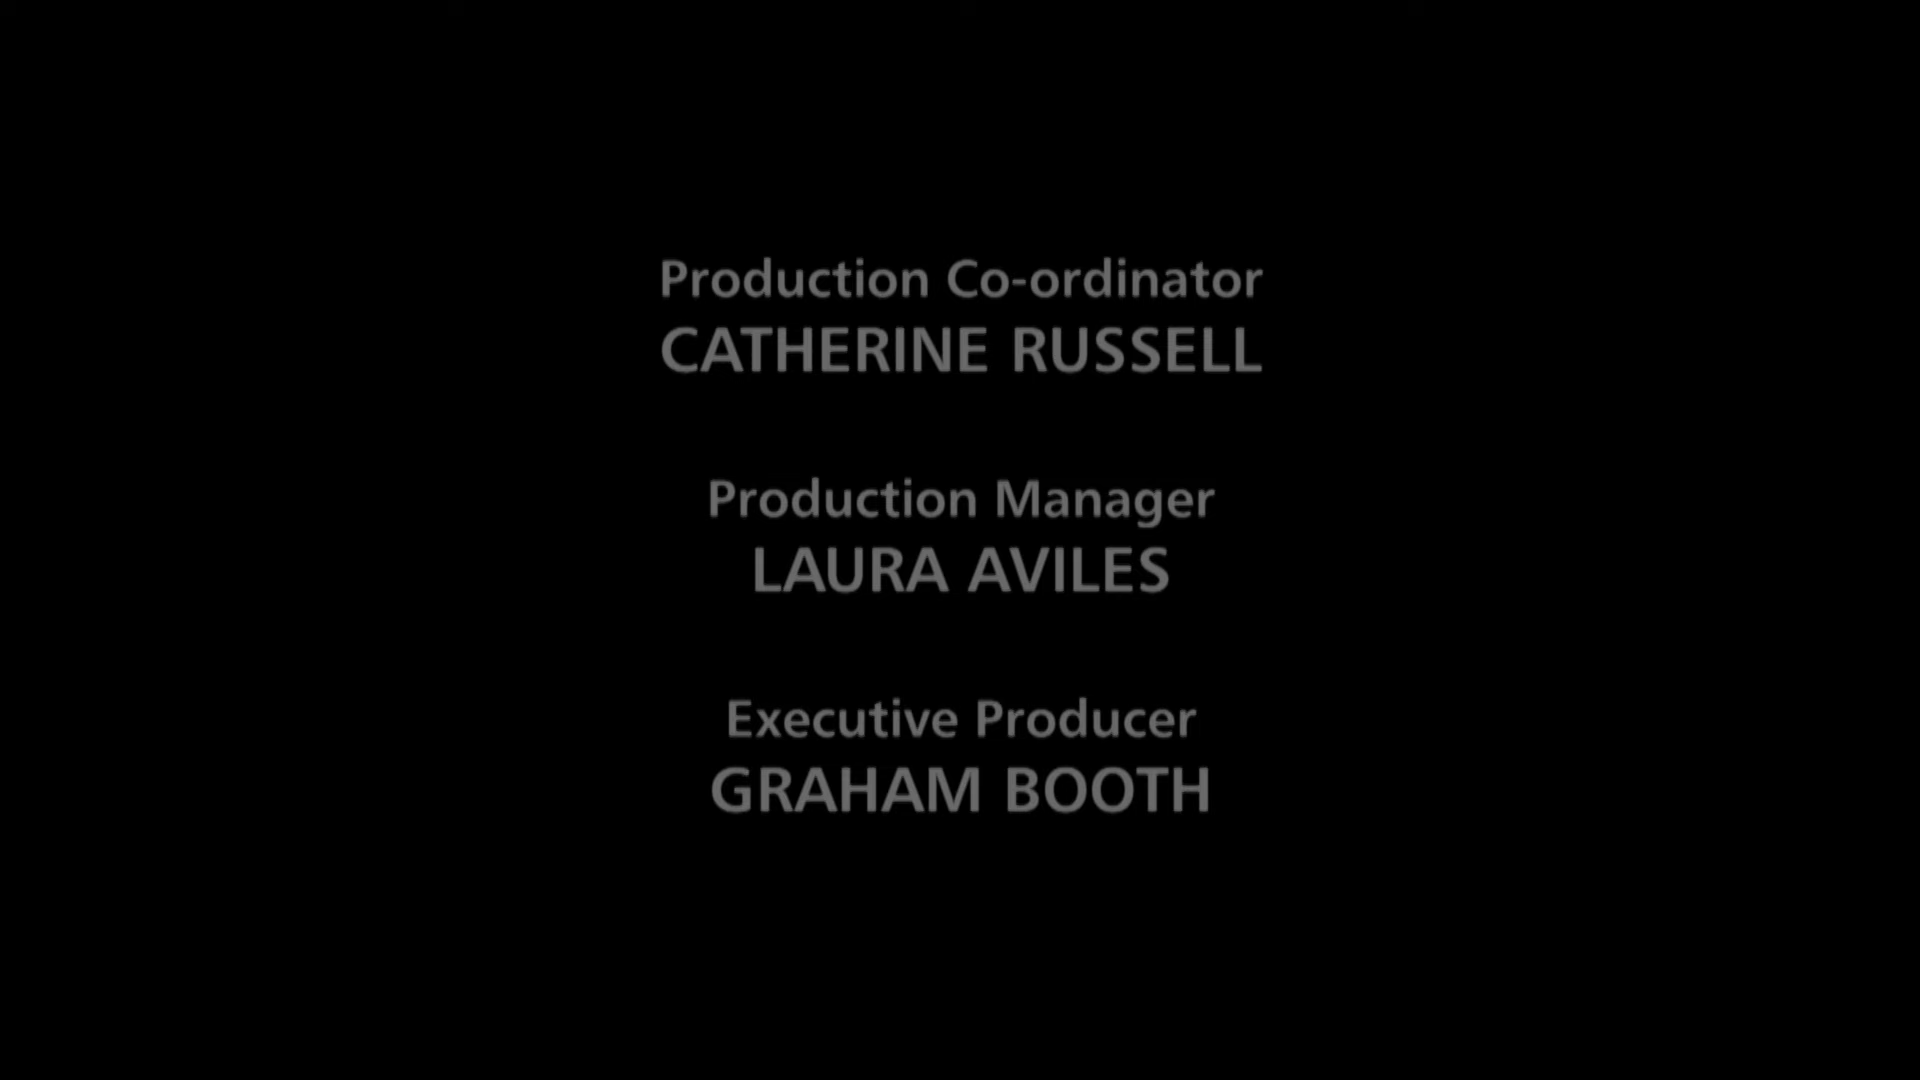 Production Co-ordinator
CATHERINE RUSSELL
Production Manager
LAURA AVILES
Executive Producer
GRAHAM BOOTH